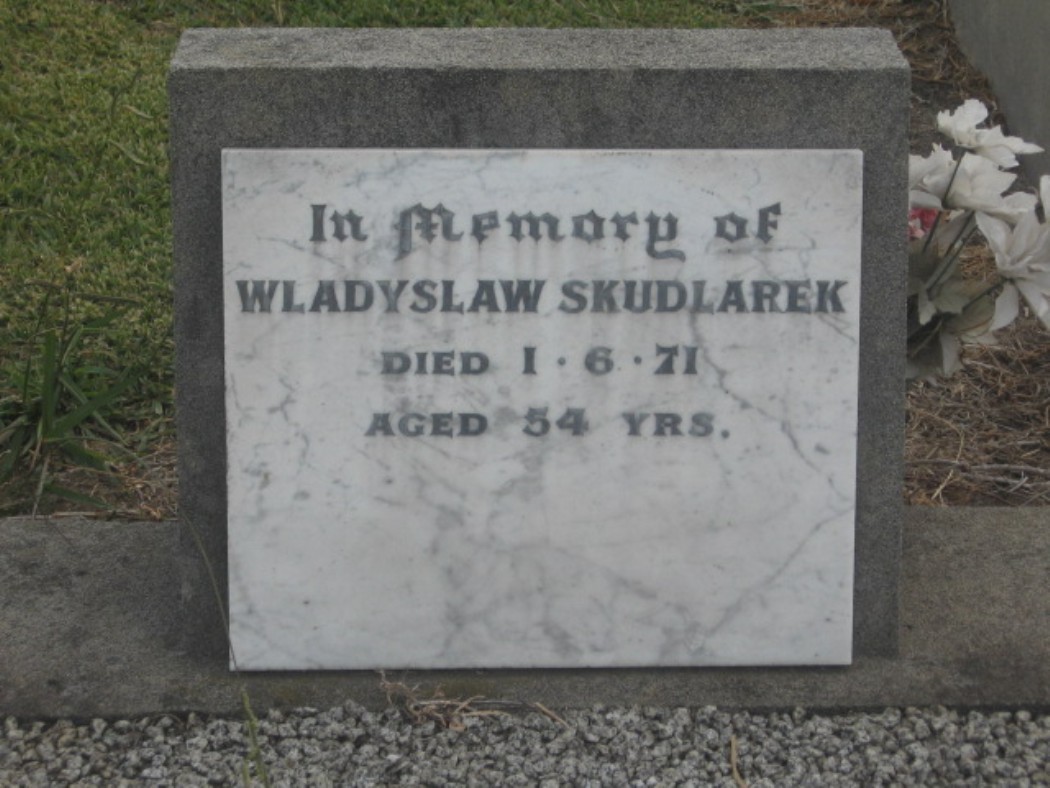 In Memory of
WLADYSLAW SKUDLAREK
DIED 1·6·71
AGED 54 YRS.